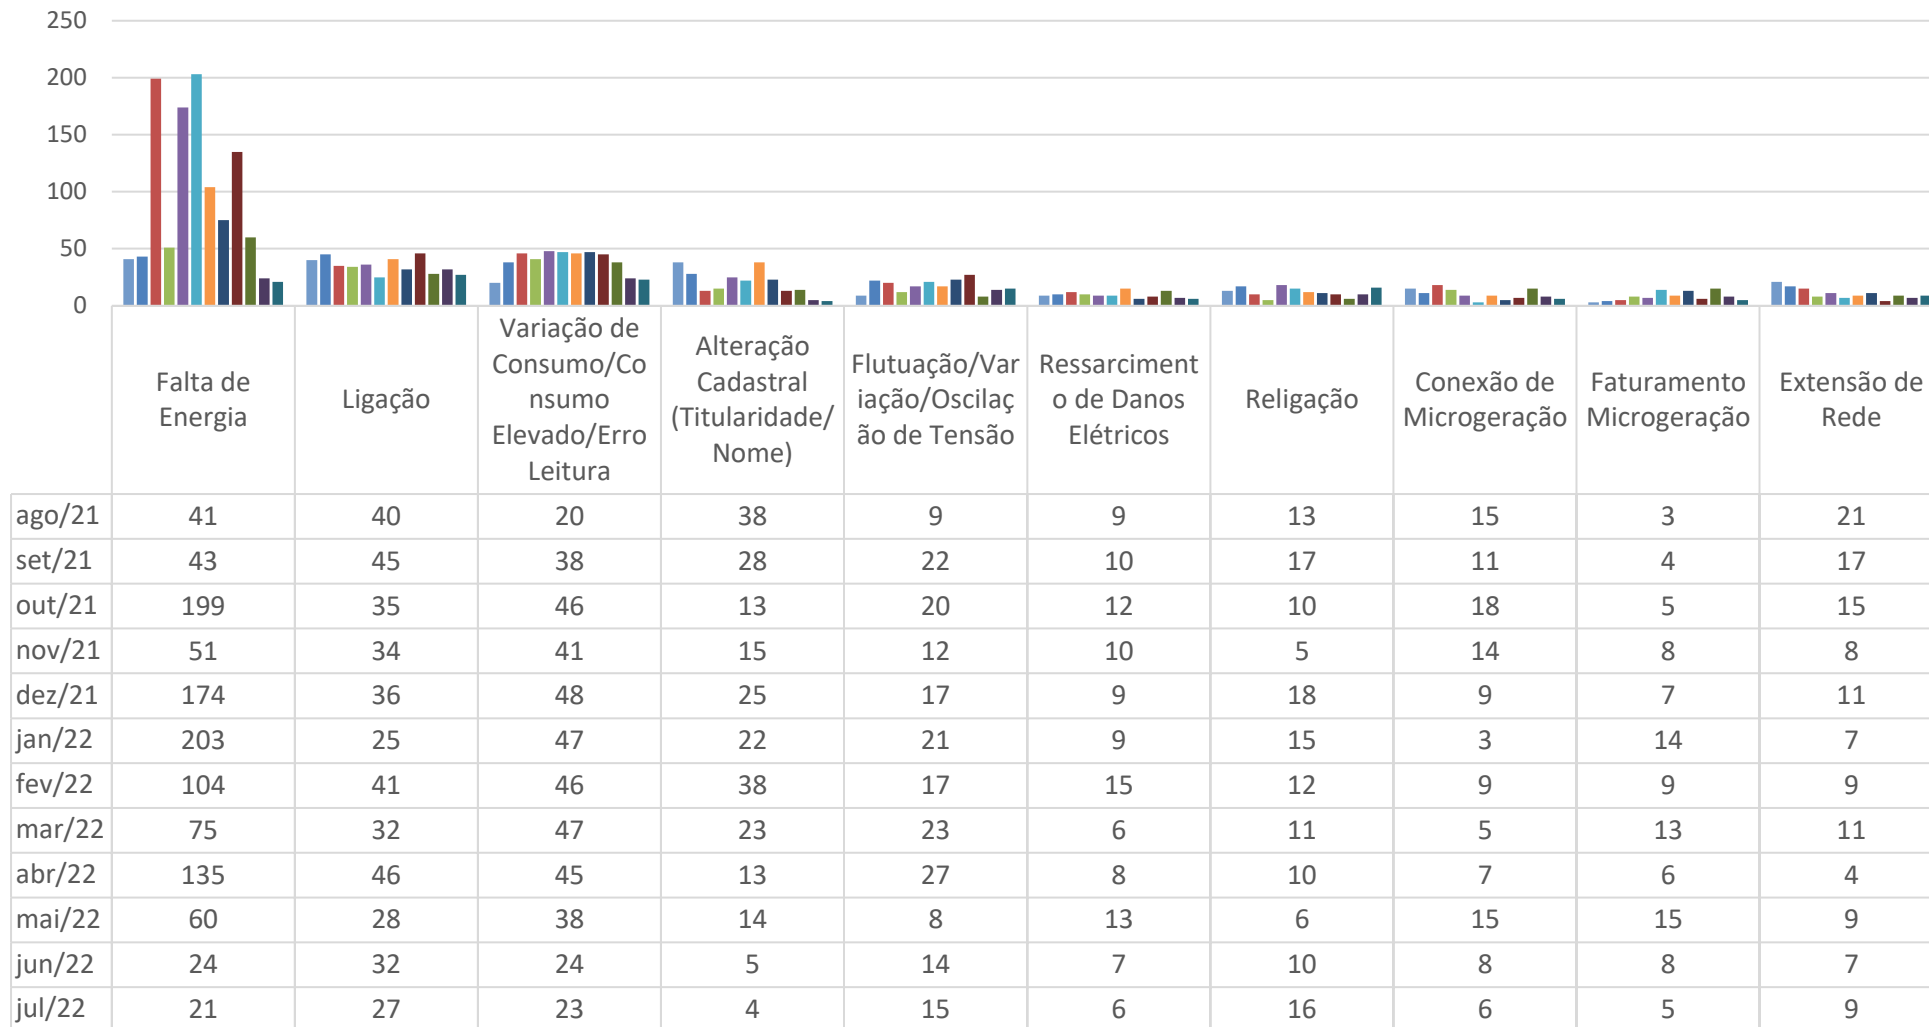 250
200
150
100
50
0
Falta de
Energia
Ligação
Variação de
Consumo/Co
nsumo
Elevado/Erro
Leitura
Alteração
Cadastral
(Titularidade/
Nome)
Flutuação/Var
iação/Oscilaç
ão de Tensão
Ressarciment
o de Danos
Elétricos
Religação
Conexão de
Microgeração
Faturamento
Microgeração
Extensão de
Rede
ago/21 41 40 20 38 9 9 13 15 3 21
set/21 43 45 38 28 22 10 17 11 4 17
out/21 199 35 46 13 20 12 10 18 5 15
nov/21 51 34 41 15 12 10 5 14 8 8
dez/21 174 36 48 25 17 9 18 9 7 11
jan/22 203 25 47 22 21 9 15 3 14 7
fev/22 104 41 46 38 17 15 12 9 9 9
mar/22 75 32 47 23 23 6 11 5 13 11
abr/22 135 46 45 13 27 8 10 7 6 4
mai/22 60 28 38 14 8 13 6 15 15 9
jun/22 24 32 24 5 14 7 10 8 8 7
jul/22 21 27 23 4 15 6 16 6 5 9